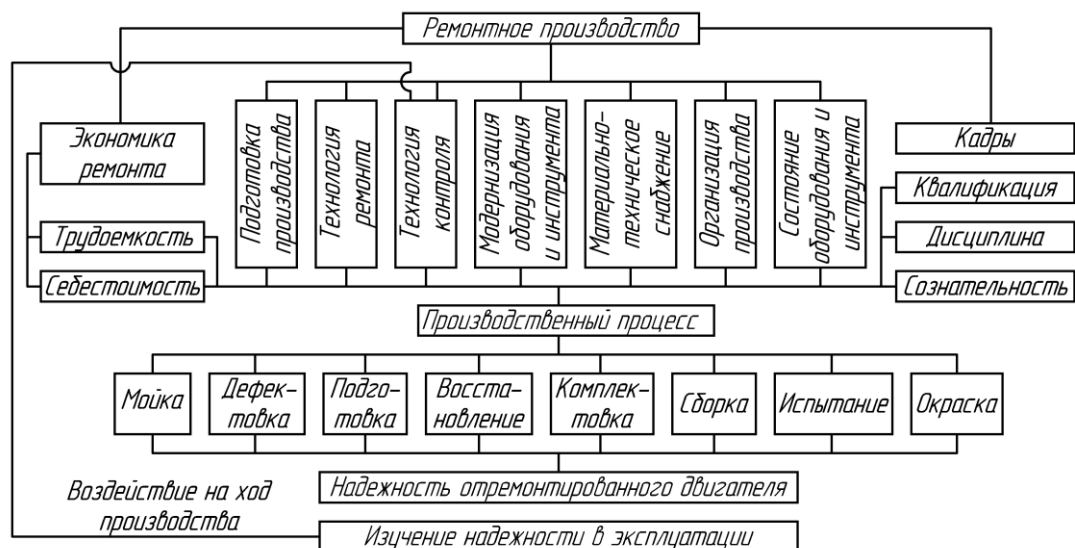 Ремонтное производство
Экономика
ремонта
Подготовка
производства
Технология
ремонта
Технология
контроля
Модернизация
оборудования
и инструмента
Материально-
техническое
снабжение
Организация
производства
Состояние
оборудования и
инструмента
Кадры
Квалификация
Трудоемкость
Дисциплина
Себестоимость
Сознательность
Производственный процесс
Мойка
Дефек-
товка
Подго-
товка
Восста-
новление
Комплек-
товка
Сборка
Испытание
Окраска
Надежность отремонтированного двигателя
Воздействие на ход
производства
Изучение надежности в эксплуатации